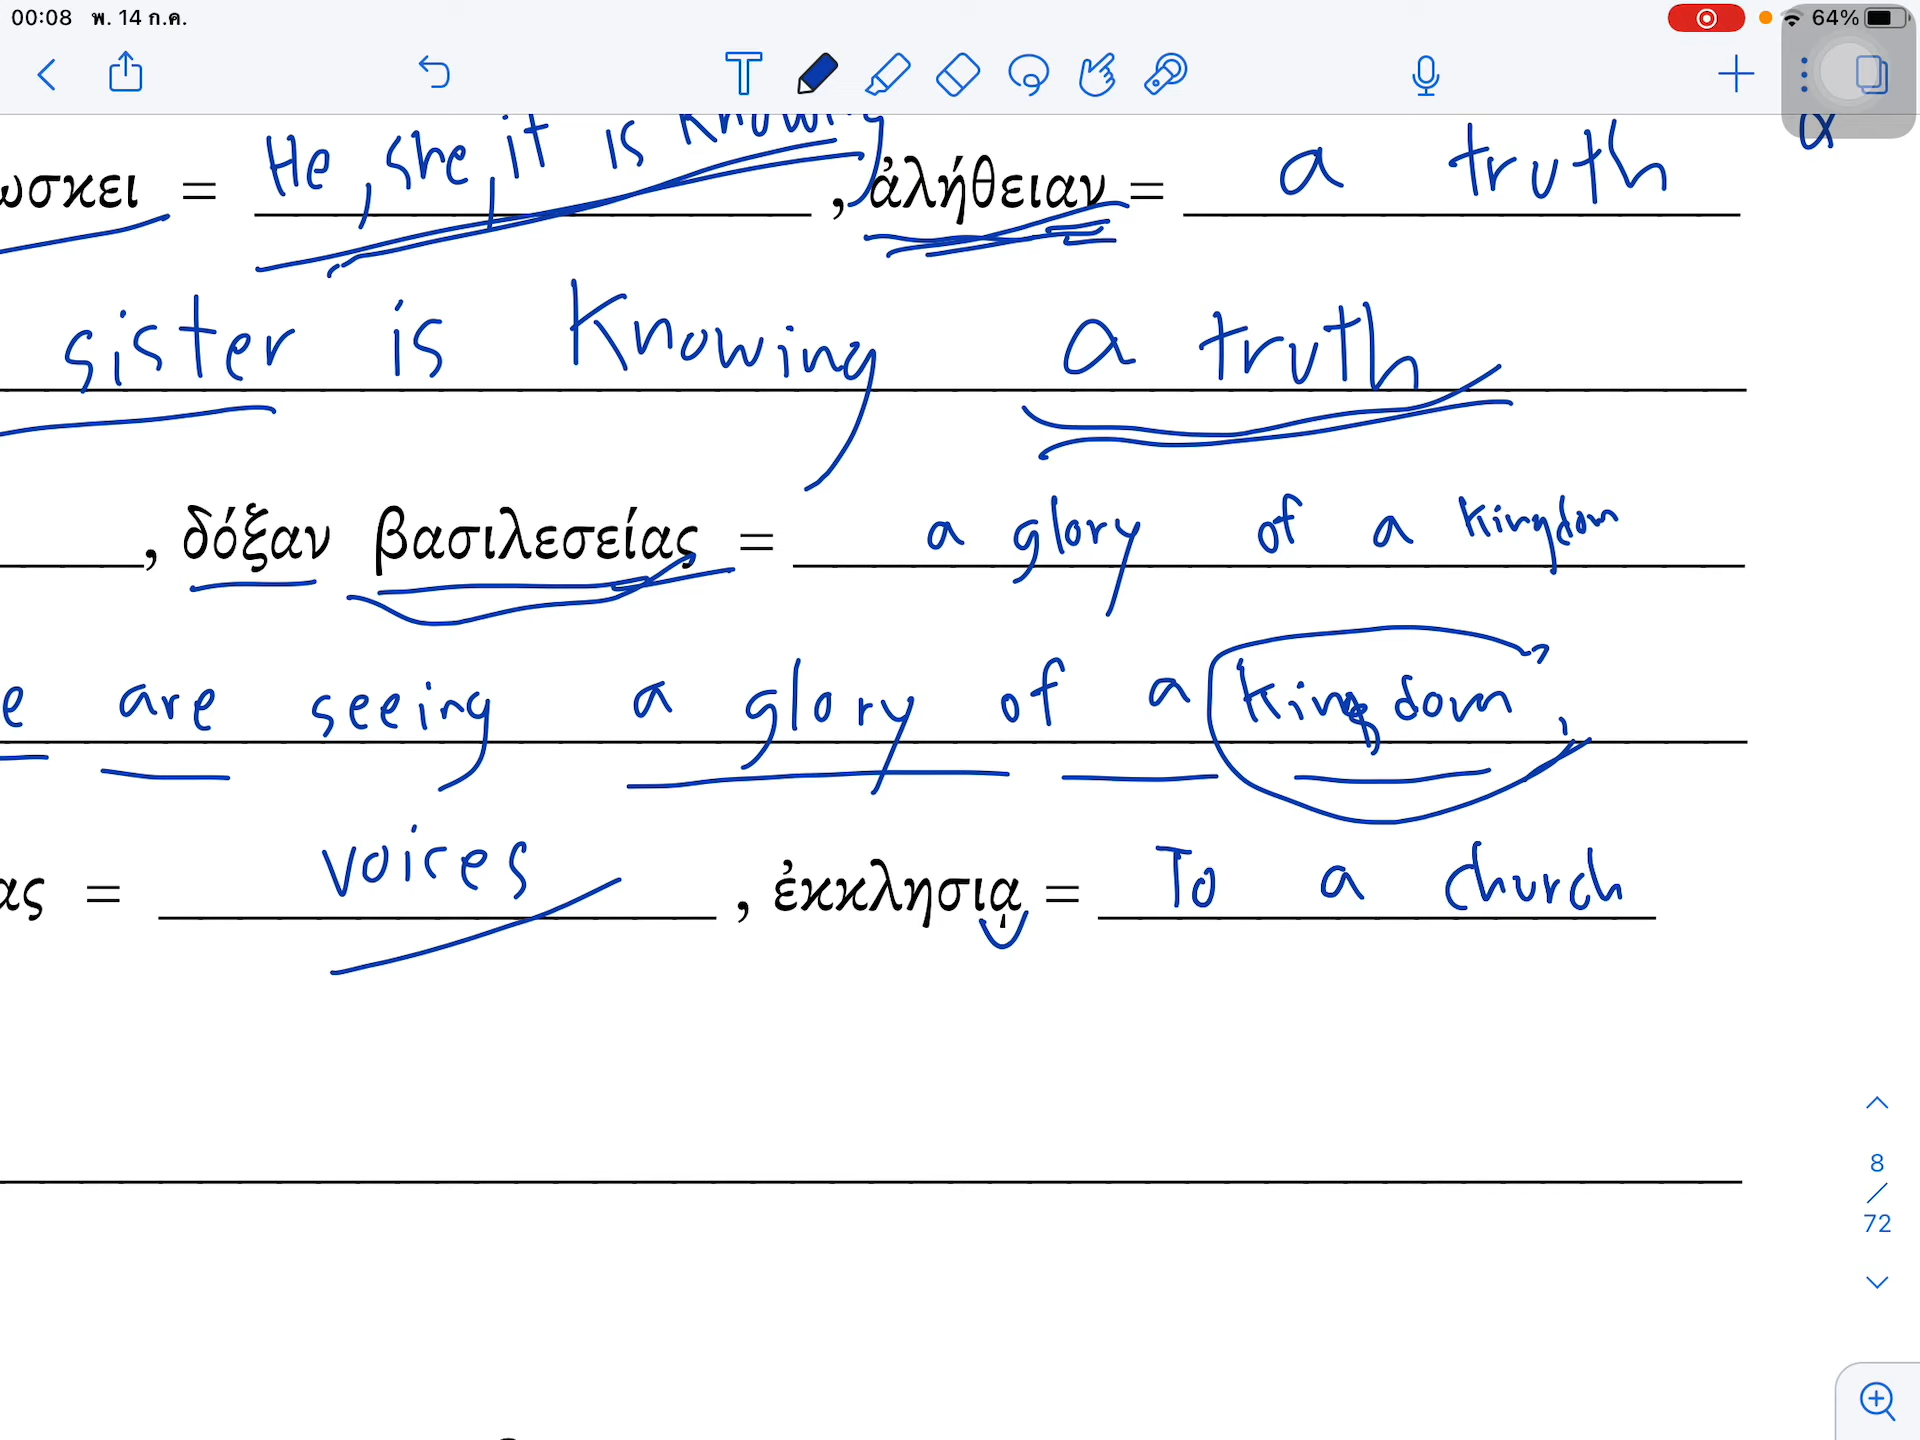 00:08 พ. 14 ก.ค. 64%
ωσκει = He, she, it is knowing, ἀλήθειαν = a truth
sister is knowing a truth
, δόξαν βασιλεσείας = a glory of a kingdom
e are seeing a glory of a kingdom
ας = voices, ἐκκλησιᾳ = To a church
8
/
72